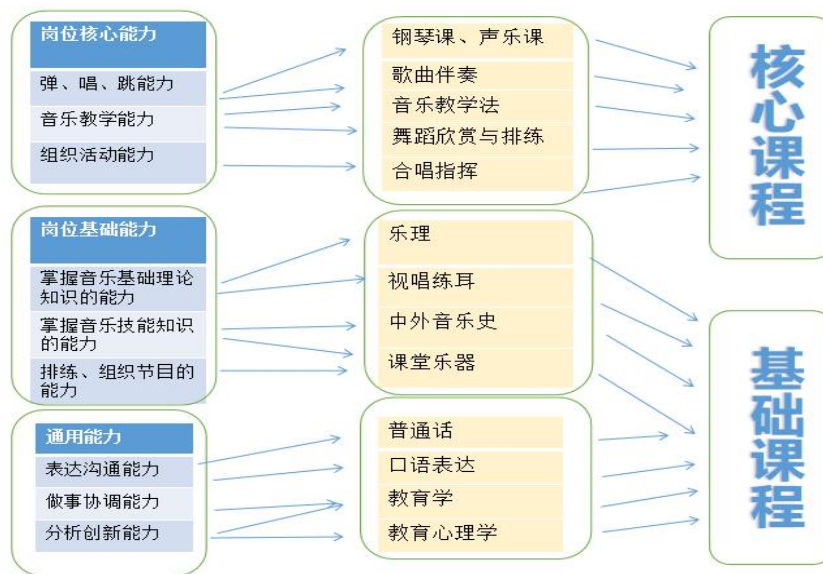 岗位核心能力
弹、唱、跳能力
音乐教学能力
组织活动能力
钢琴课、声乐课
歌曲伴奏
音乐教学法
舞蹈欣赏与排练
合唱指挥
核心课程
岗位基础能力
掌握音乐基础理论
知识的能力
掌握音乐技能知识
的能力
排练、组织节目的
能力
乐理
视唱练耳
中外音乐史
课堂乐器
通用能力
表达沟通能力
做事协调能力
分析创新能力
普通话
口语表达
教育学
教育心理学
基础课程